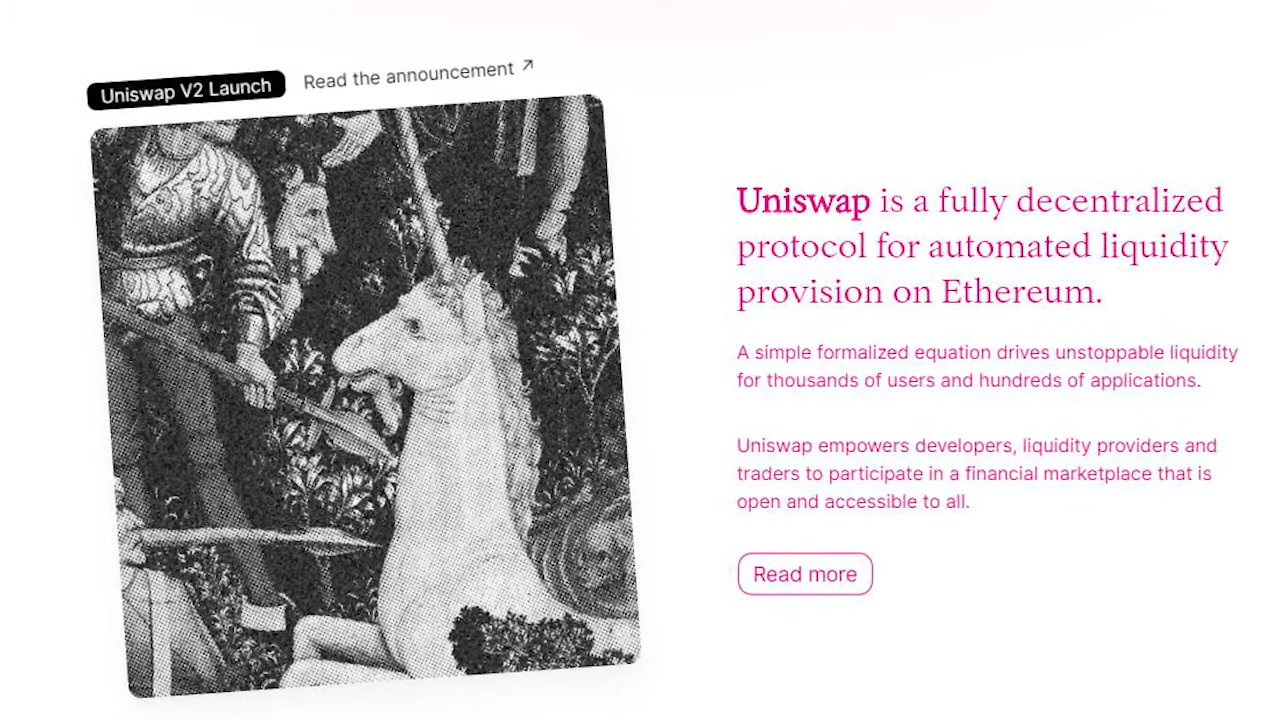 Uniswap V2 Launch
Read the announcement ↗
Uniswap is a fully decentralized
protocol for automated liquidity
provision on Ethereum.
A simple formalized equation drives unstoppable liquidity
for thousands of users and hundreds of applications.
Uniswap empowers developers, liquidity providers and
traders to participate in a financial marketplace that is
open and accessible to all.
Read more